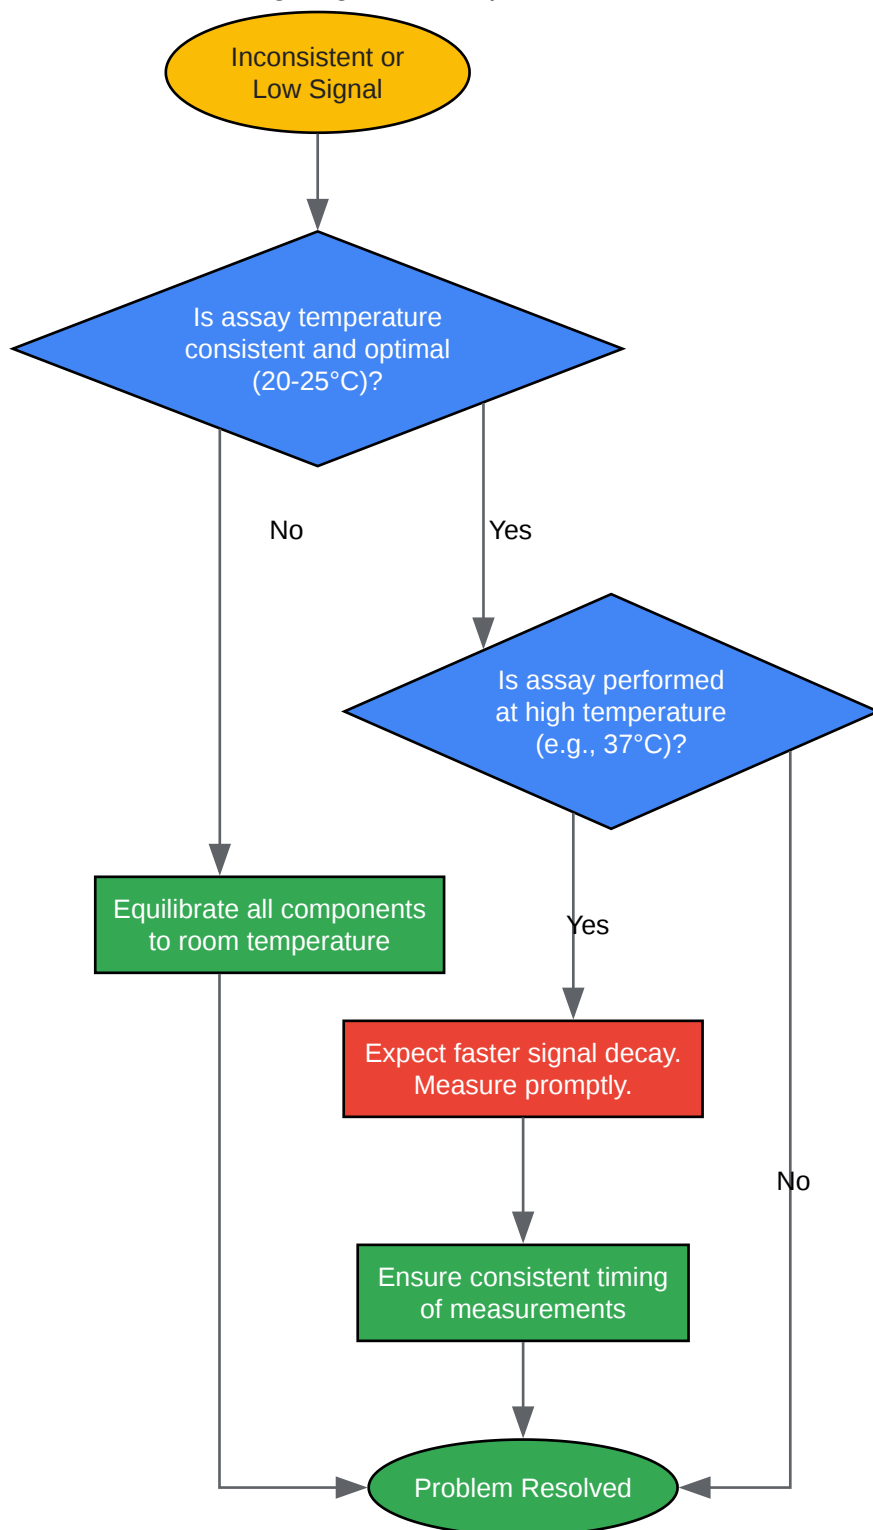 Inconsistent or
Low Signal
Is assay temperature
consistent and optimal
(20-25°C)?
No
Yes
Is assay performed
at high temperature
(e.g., 37°C)?
Equilibrate all components
to room temperature
Yes
Expect faster signal decay.
Measure promptly.
No
Ensure consistent timing
of measurements
Problem Resolved